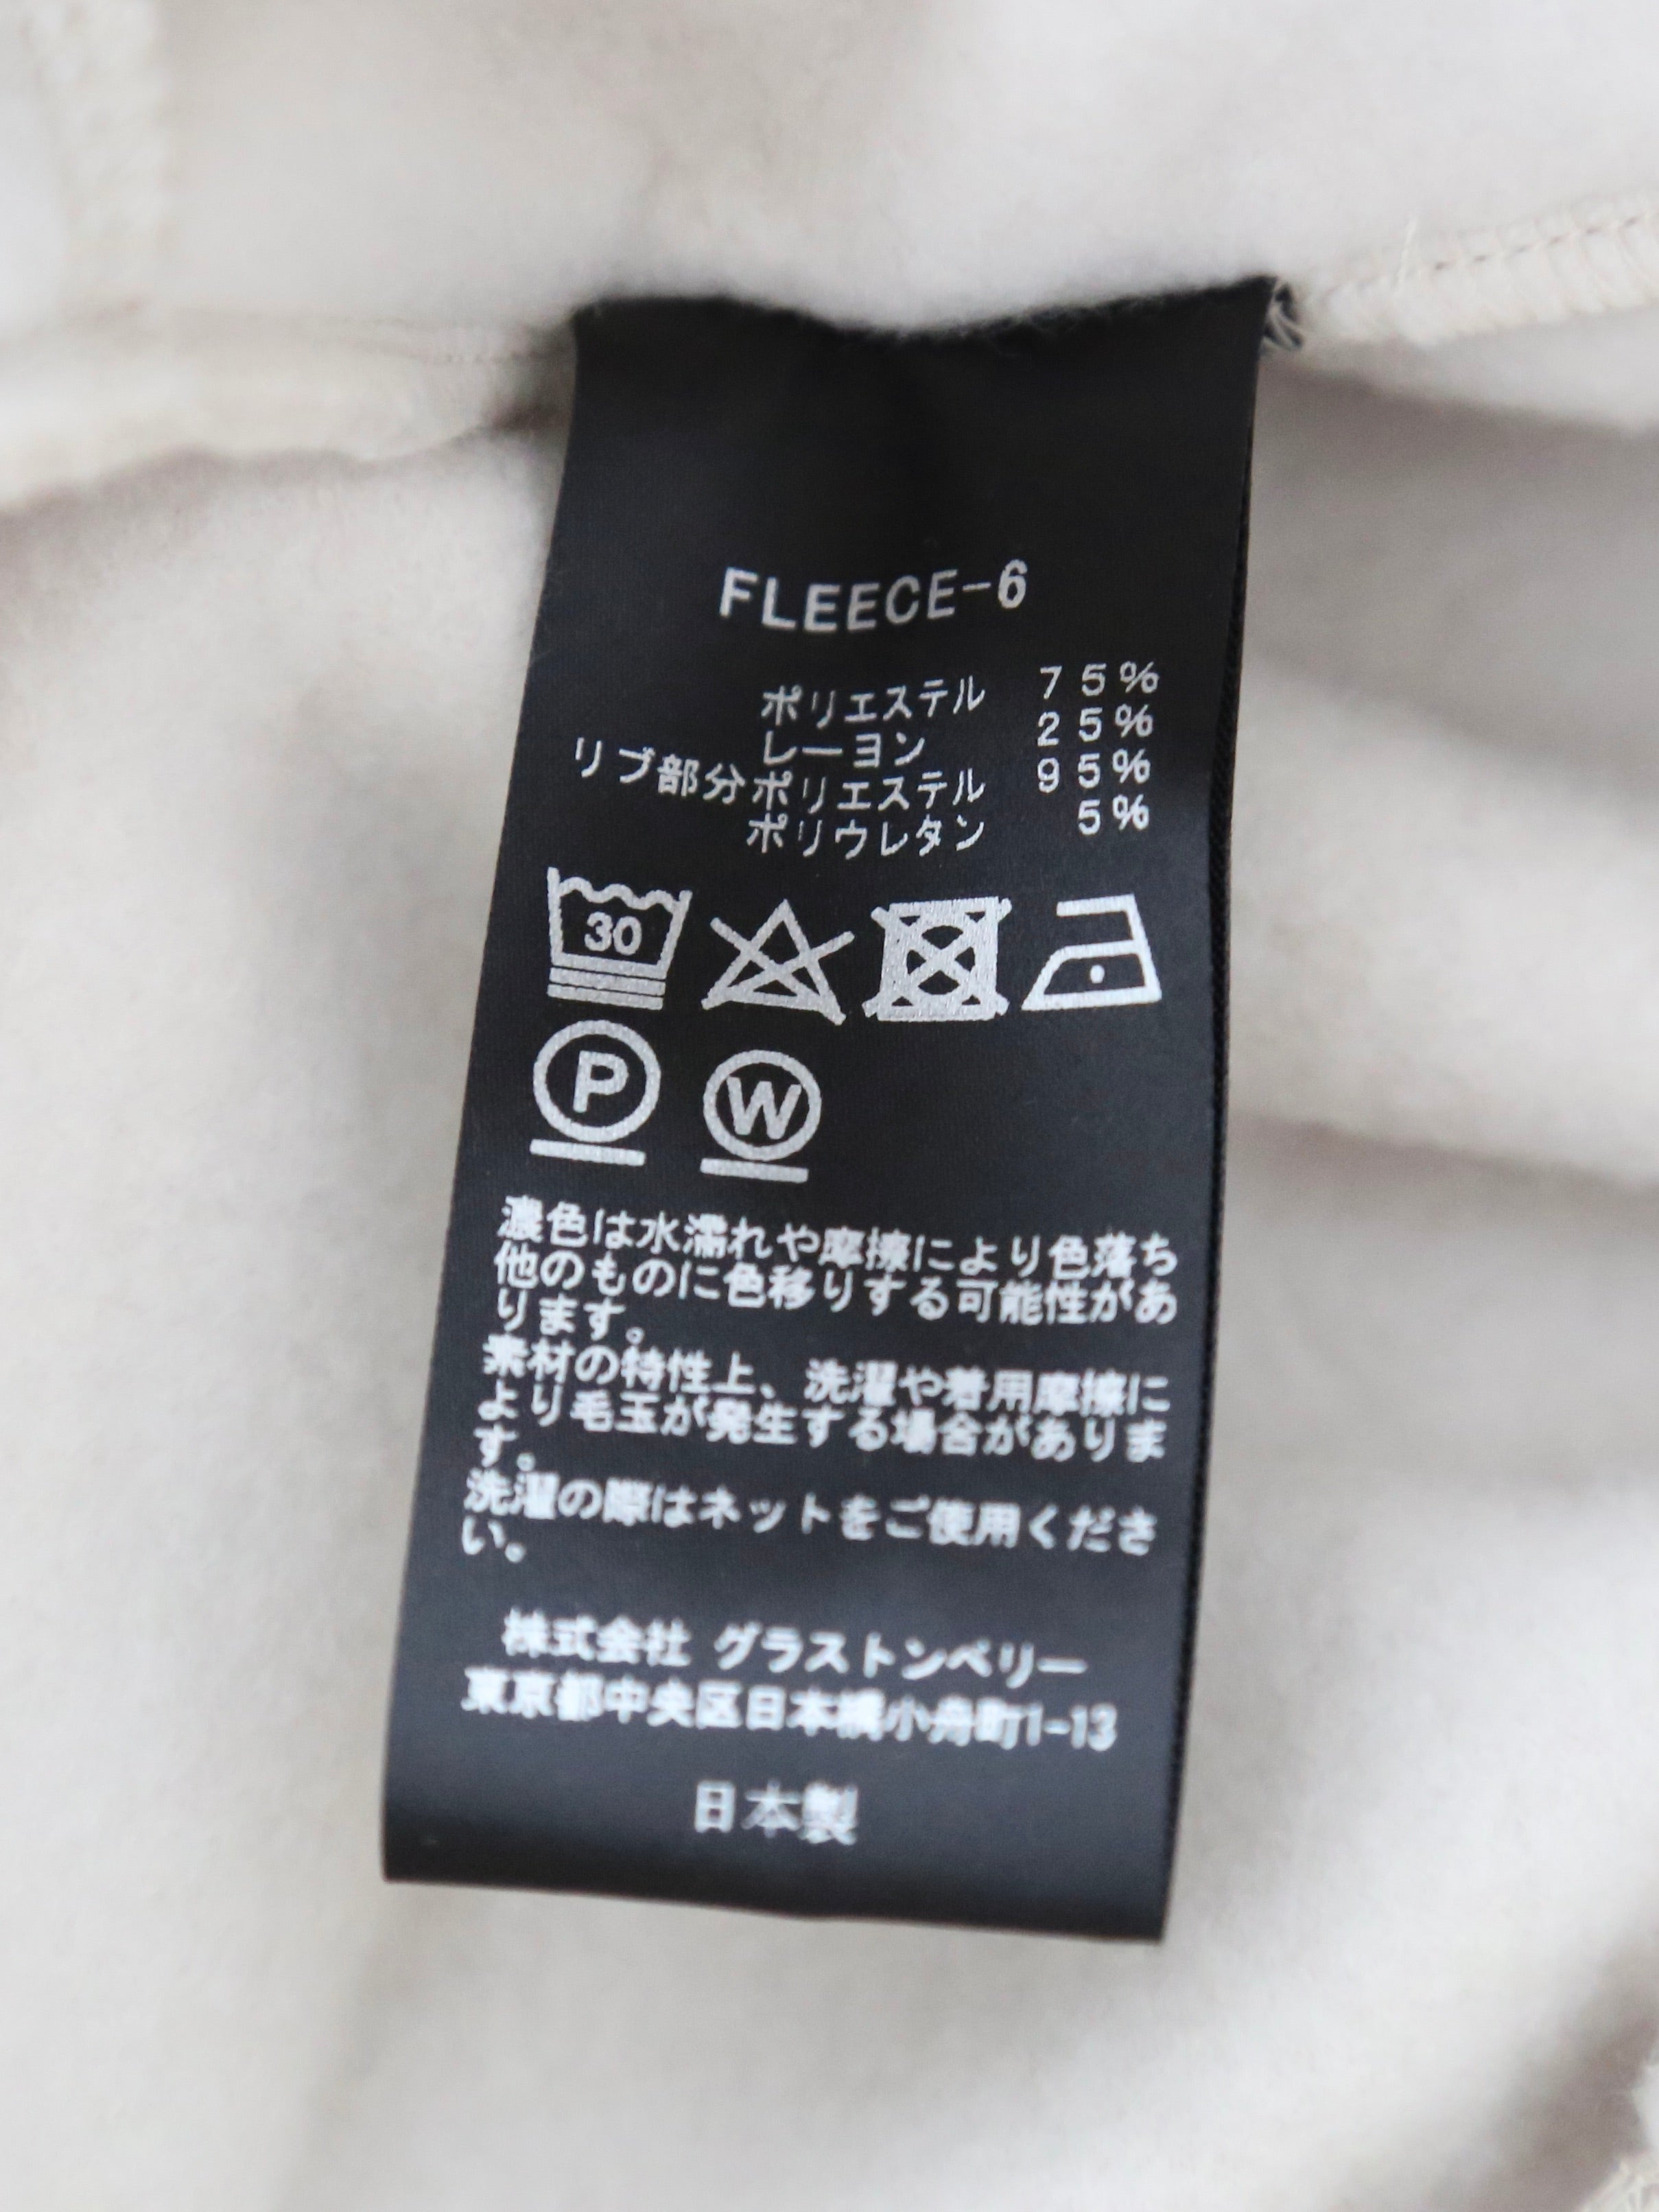 FLEECE-6
ポリエステル 75%
レーヨン 25%
リブ部分ポリエステル 95%
ポリウレタン 5%
30
P W
濃色は水濡れや摩擦により色落ち
他のものに色移りする可能性があ
ります。
素材の特性上、洗濯や着用摩擦に
より毛玉が発生する場合がありま
す。
洗濯の際はネットをご使用くださ
い。
株式会社 グラストンベリー
東京都中央区日本橋小舟町1-13
日本製